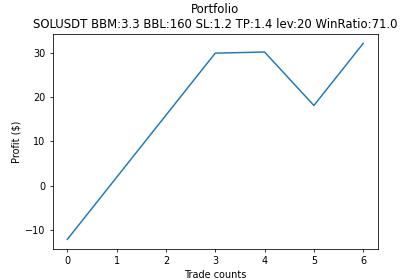 Portfolio
SOLUSDT BBM:3.3 BBL:160 SL:1.2 TP:1.4 lev:20 WinRatio:71.0
30
20
10
0
−10
Profit ($)
0 1 2 3 4 5 6
Trade counts